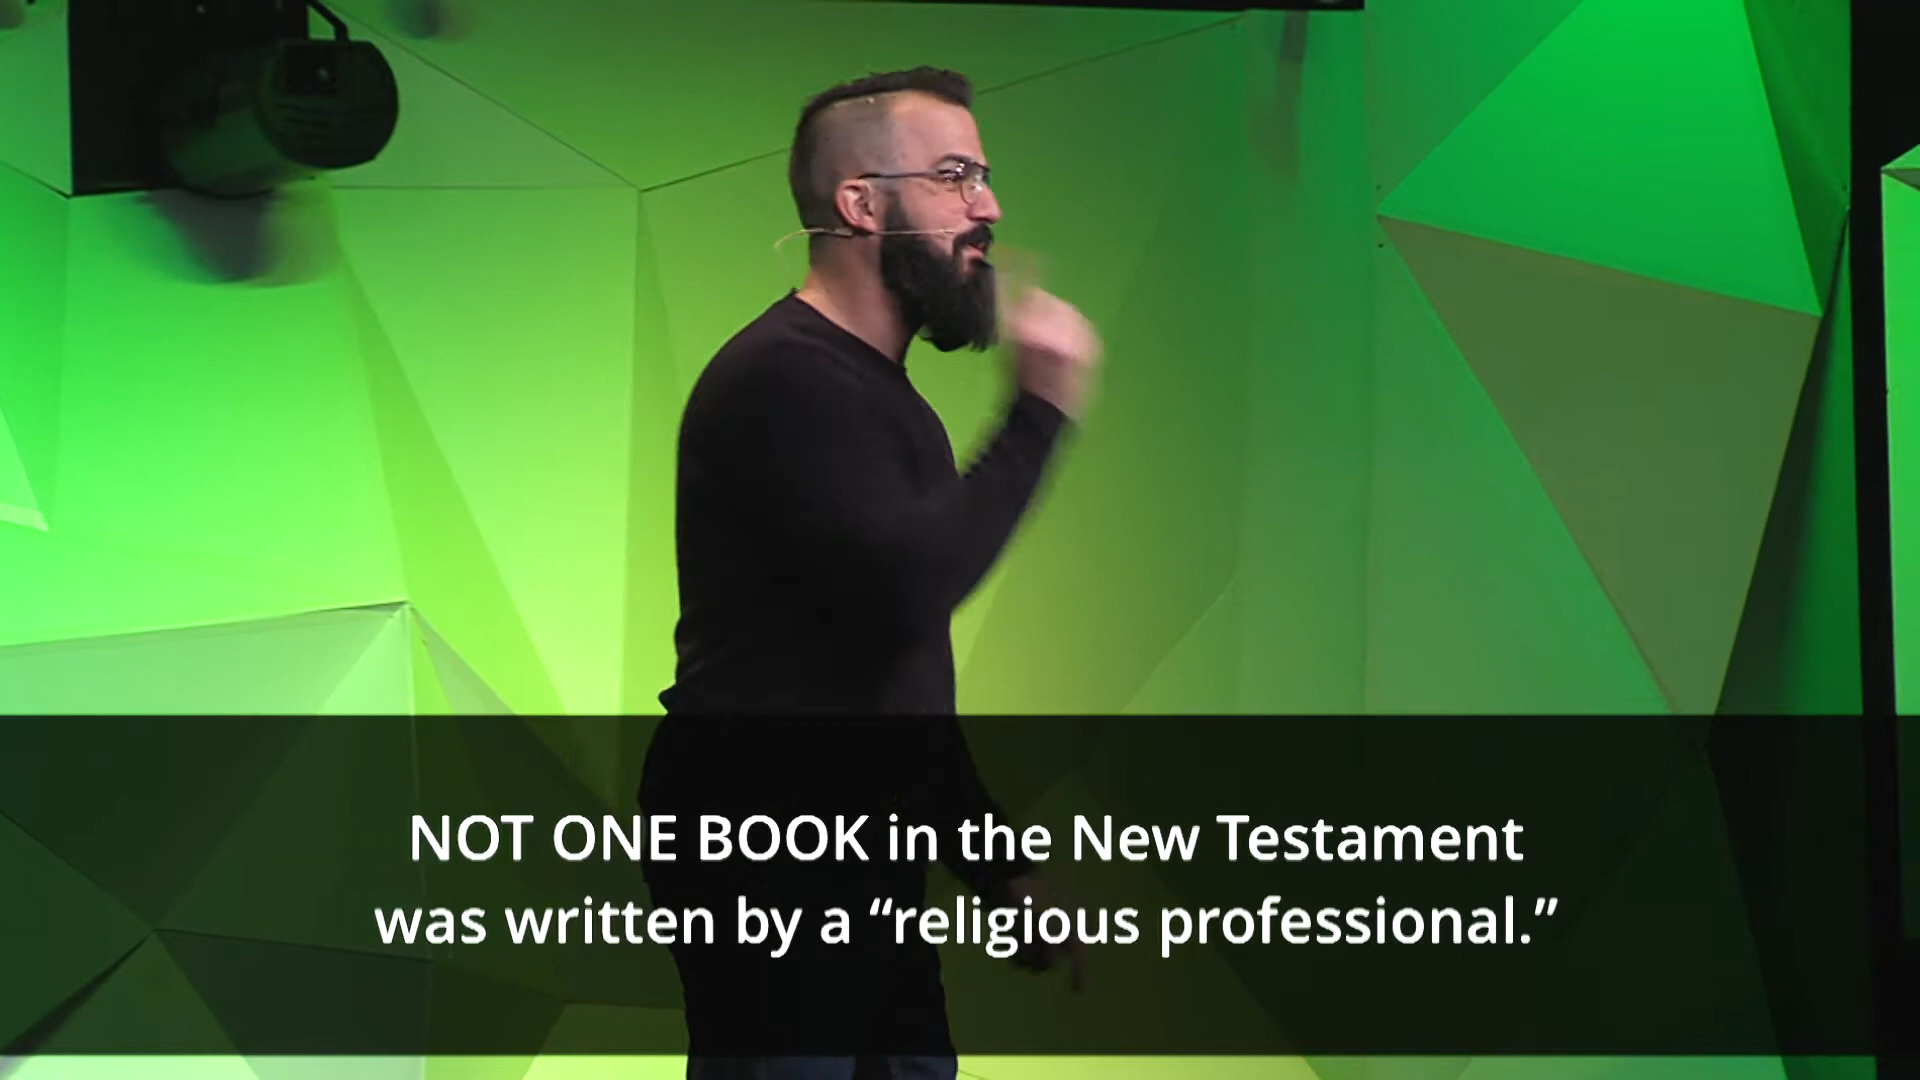 NOT ONE BOOK in the New Testament
was written by a “religious professional.”